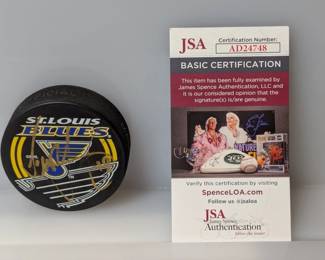 ST.LOUIS
BLUES
JSA
Certification Number:
AD24748
BASIC CERTIFICATION
This item has been fully examined by
James Spence Authentication, LLC and it
is our considered opinion that the
signature(s) is/are genuine.
Verify this certification by visiting
SpenceLOA.com
Follow us @jsaloa
JSA
James Spence
Authentication